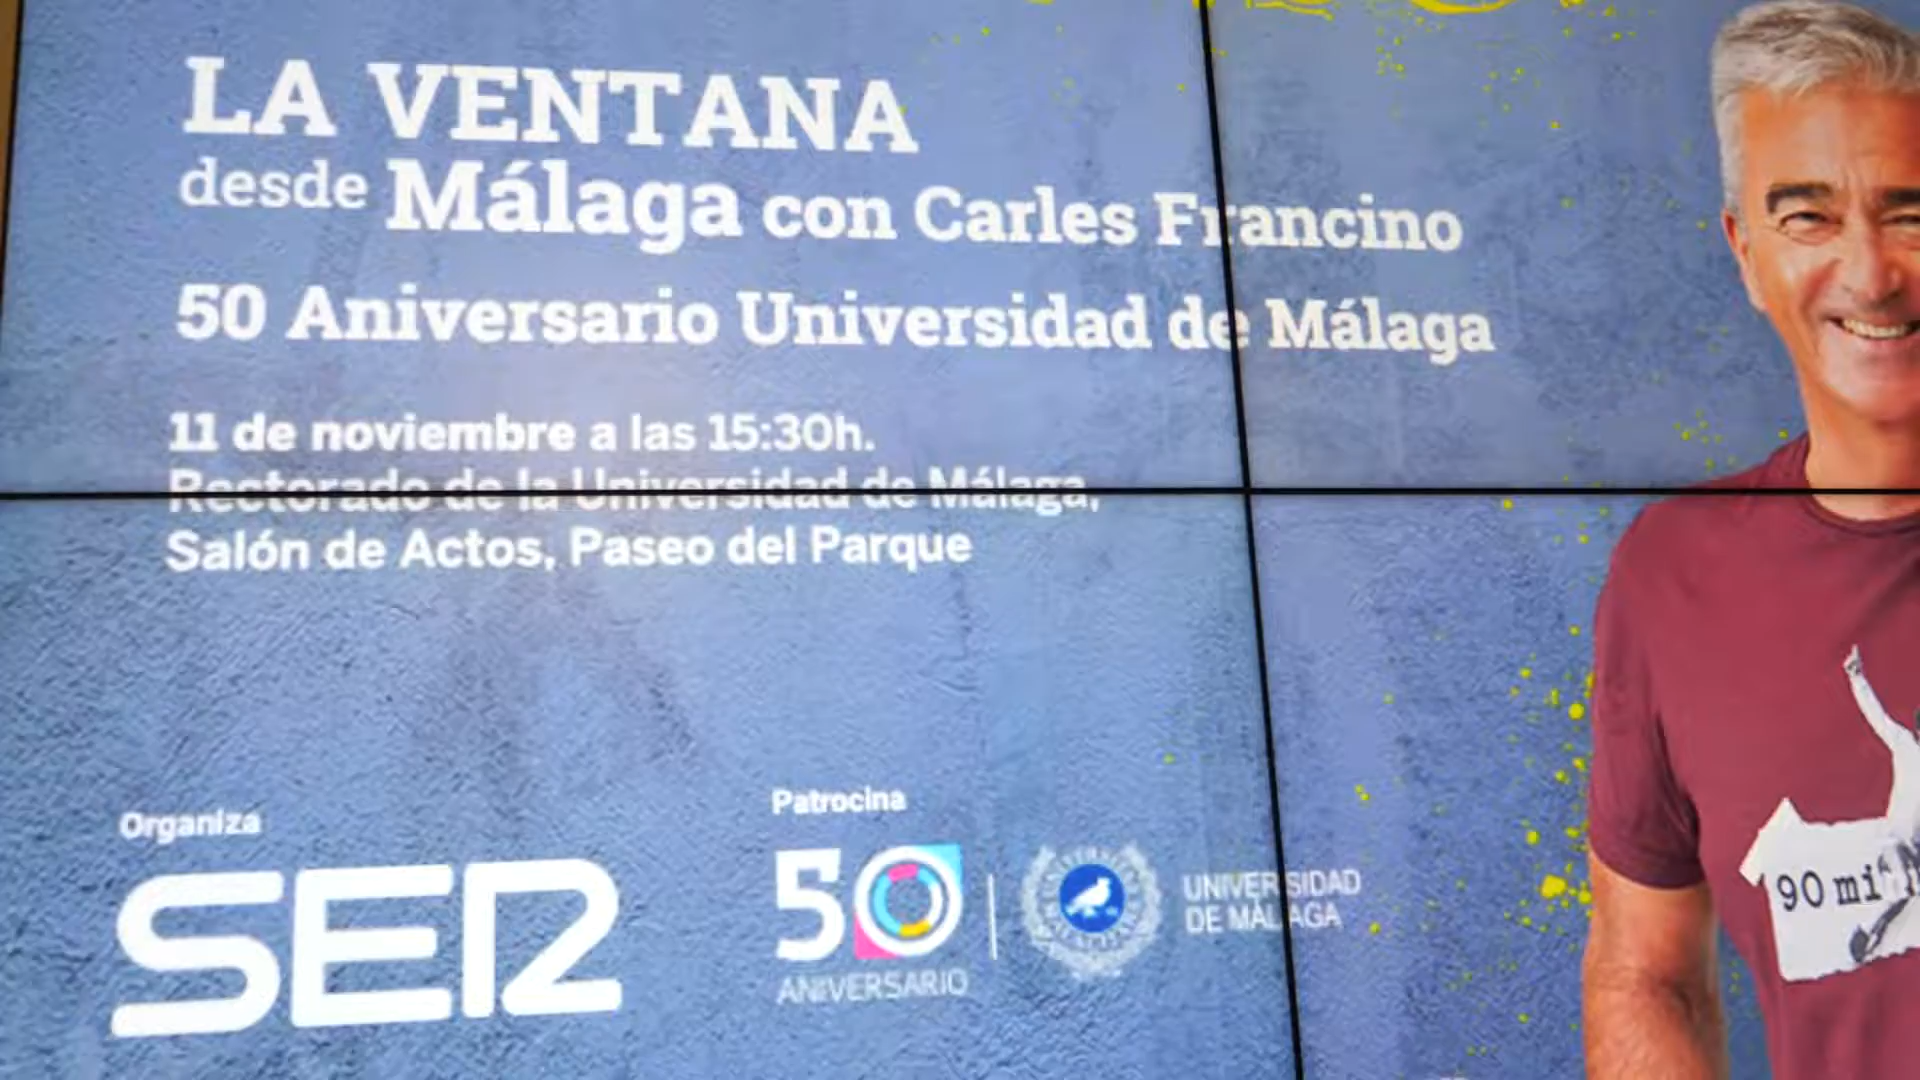 LA VENTANA
desde Málaga con Carles Francino
50 Aniversario Universidad de Málaga
11 de noviembre a las 15:30h.
Rectorado de la Universidad de Málaga,
Salón de Actos, Paseo del Parque
Organiza
SER
Patrocina
50
ANIVERSARIO
UNIVERSIDAD
DE MÁLAGA
90 mi